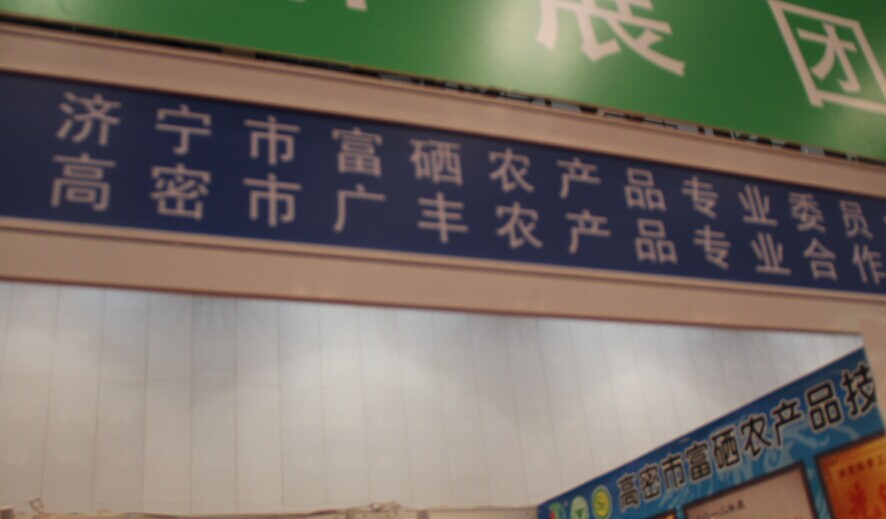 展团
济宁市富硒农产品专业委员
高密市广丰农产品专业合作
高密市富硒农产品技